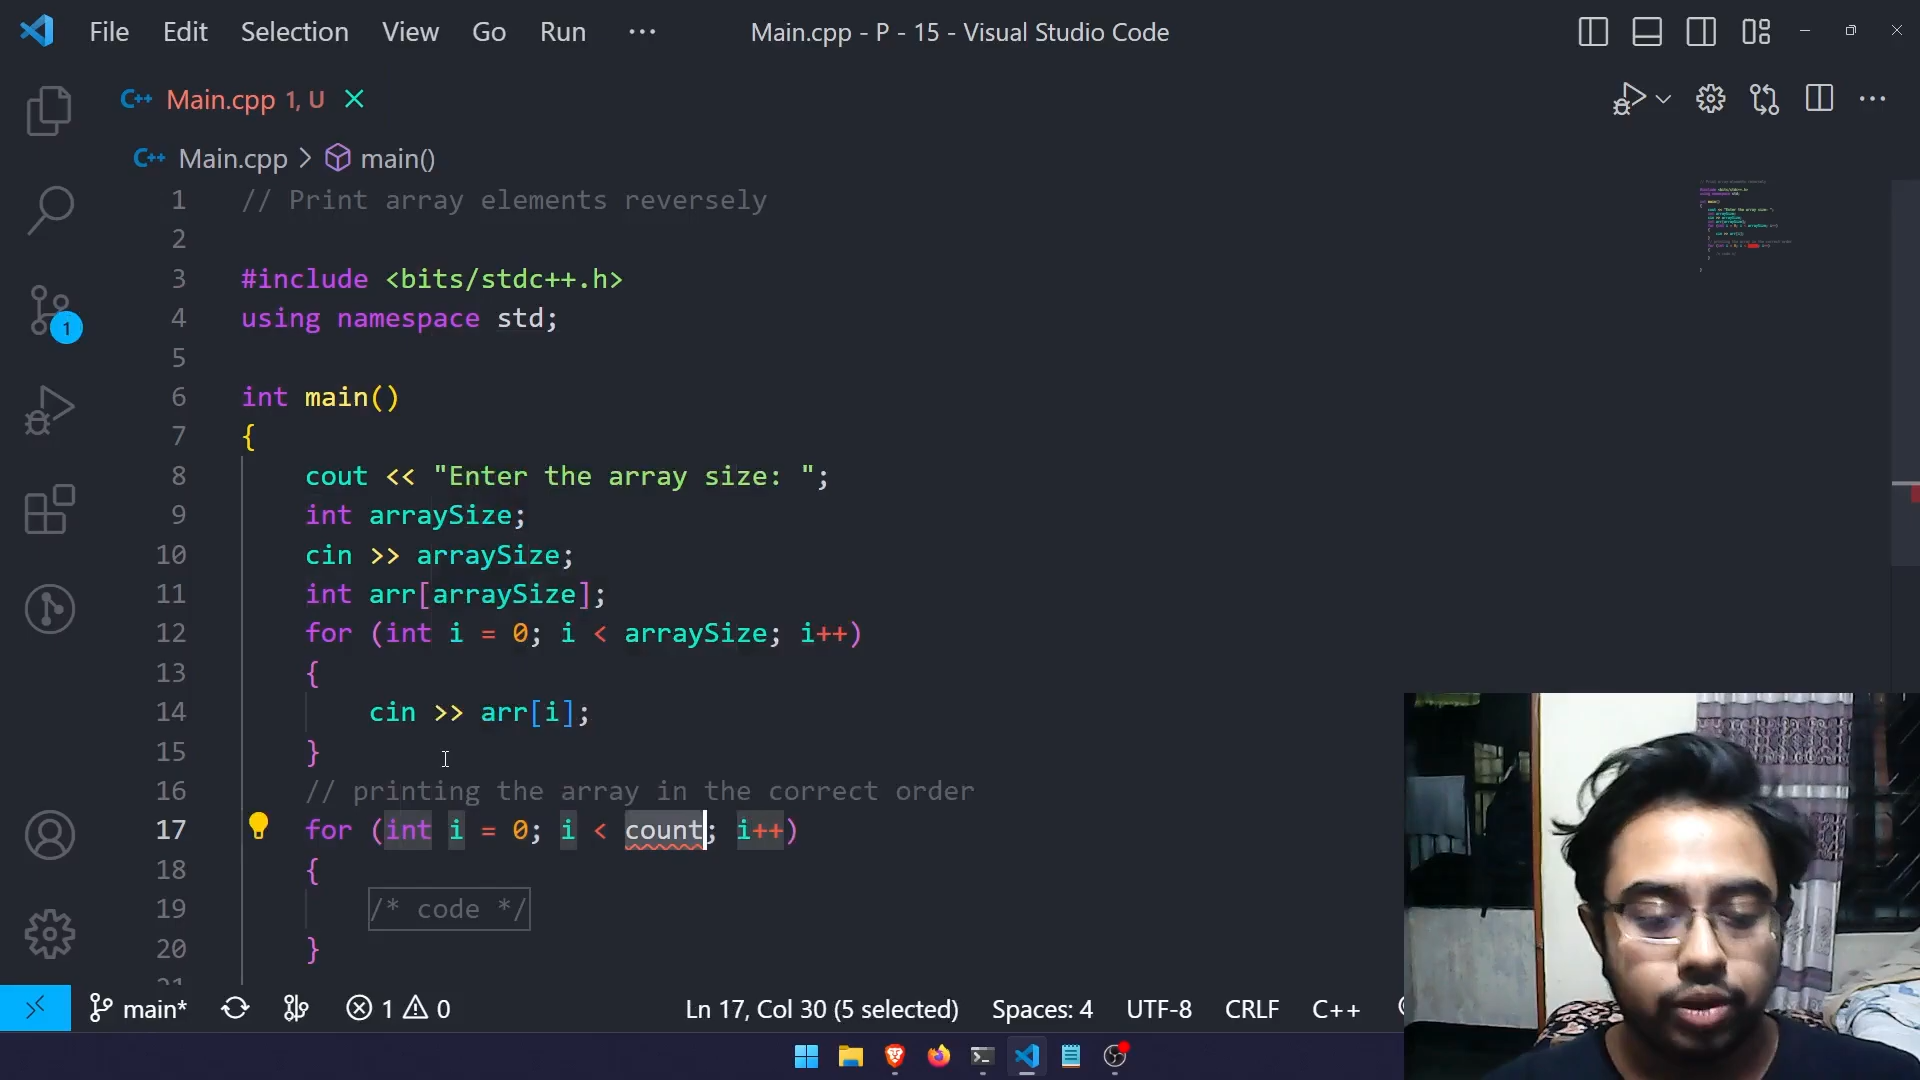 File Edit Selection View Go Run ··· Main.cpp - P - 15 - Visual Studio Code
C++ Main.cpp 1, U
C++ Main.cpp > main()
1 // Print array elements reversely
2
3 #include <bits/stdc++.h>
4 using namespace std;
5
6 int main()
7 {
8 cout << "Enter the array size: ";
9 int arraySize;
10 cin >> arraySize;
11 int arr[arraySize];
12 for (int i = 0; i < arraySize; i++)
13 {
14 cin >> arr[i];
15 }
16 // printing the array in the correct order
17 for (int i = 0; i < count; i++)
18 {
19 /* code */
20 }
21
1
main* 1 0 Ln 17, Col 30 (5 selected) Spaces: 4 UTF-8 CRLF C++